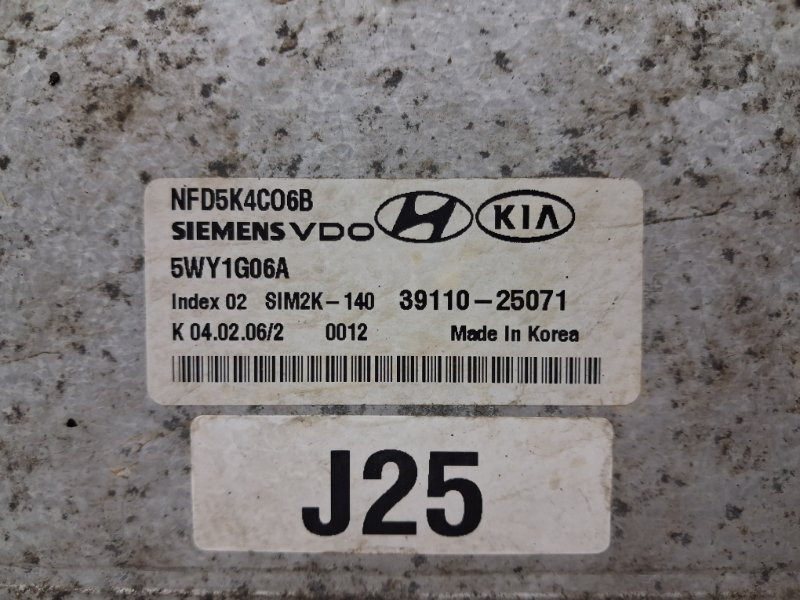 NFD5K4C06B
SIEMENS VDO KIA
5WY1G06A
Index 02 SIM2K-140 39110-25071
K 04.02.06/2 0012 Made In Korea
J25